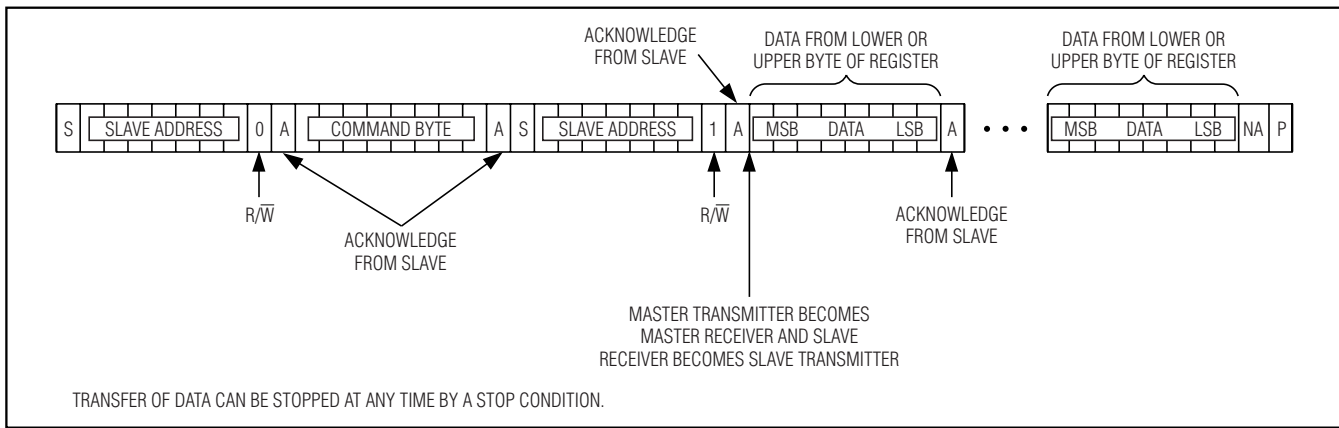 ACKNOWLEDGE
FROM SLAVE
DATA FROM LOWER OR
UPPER BYTE OF REGISTER
DATA FROM LOWER OR
UPPER BYTE OF REGISTER
S SLAVE ADDRESS 0 A COMMAND BYTE A S SLAVE ADDRESS 1 A MSB DATA LSB A • • • MSB DATA LSB NA P
R/W̅
ACKNOWLEDGE
FROM SLAVE
R/W̅
ACKNOWLEDGE
FROM SLAVE
MASTER TRANSMITTER BECOMES
MASTER RECEIVER AND SLAVE
RECEIVER BECOMES SLAVE TRANSMITTER
TRANSFER OF DATA CAN BE STOPPED AT ANY TIME BY A STOP CONDITION.